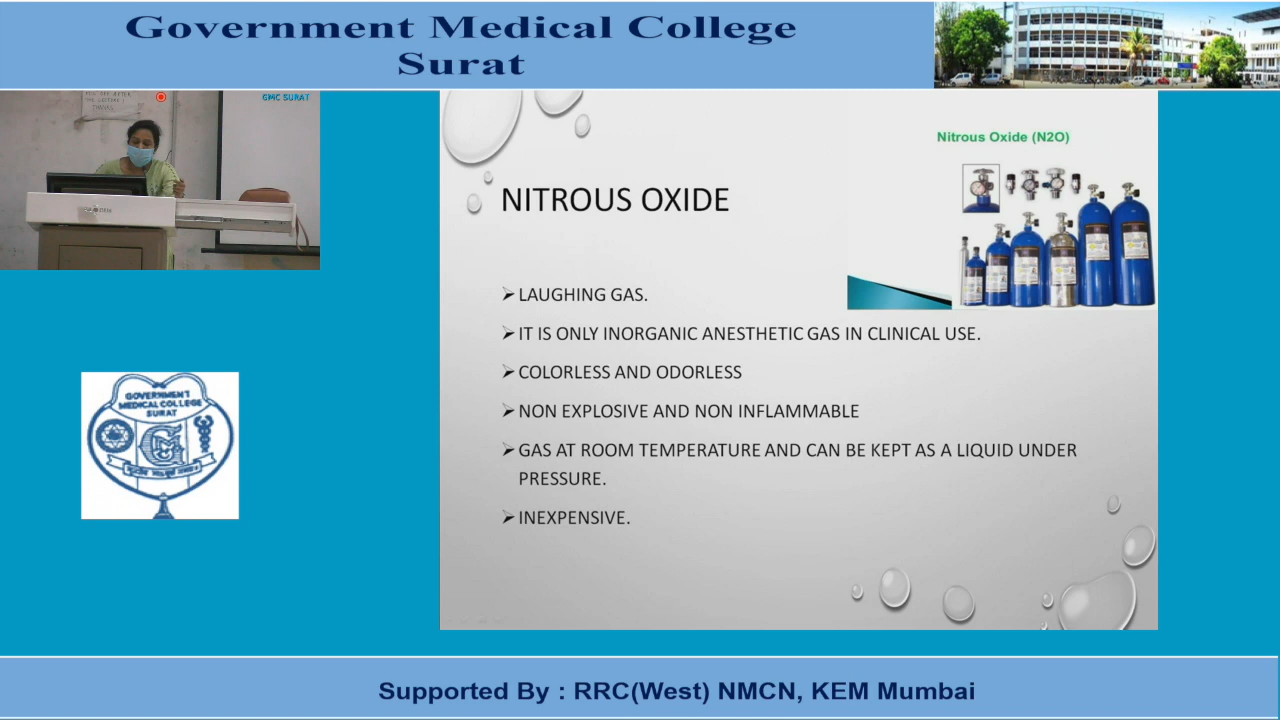 Government Medical College
Surat
GMC SURAT
Nitrous Oxide (N2O)
NITROUS OXIDE
➢ LAUGHING GAS.
➢ IT IS ONLY INORGANIC ANESTHETIC GAS IN CLINICAL USE.
➢ COLORLESS AND ODORLESS
➢ NON EXPLOSIVE AND NON INFLAMMABLE
➢ GAS AT ROOM TEMPERATURE AND CAN BE KEPT AS A LIQUID UNDER
PRESSURE.
➢ INEXPENSIVE.
GOVERNMENT
MEDICAL COLLEGE
SURAT
Supported By : RRC(West) NMCN, KEM Mumbai